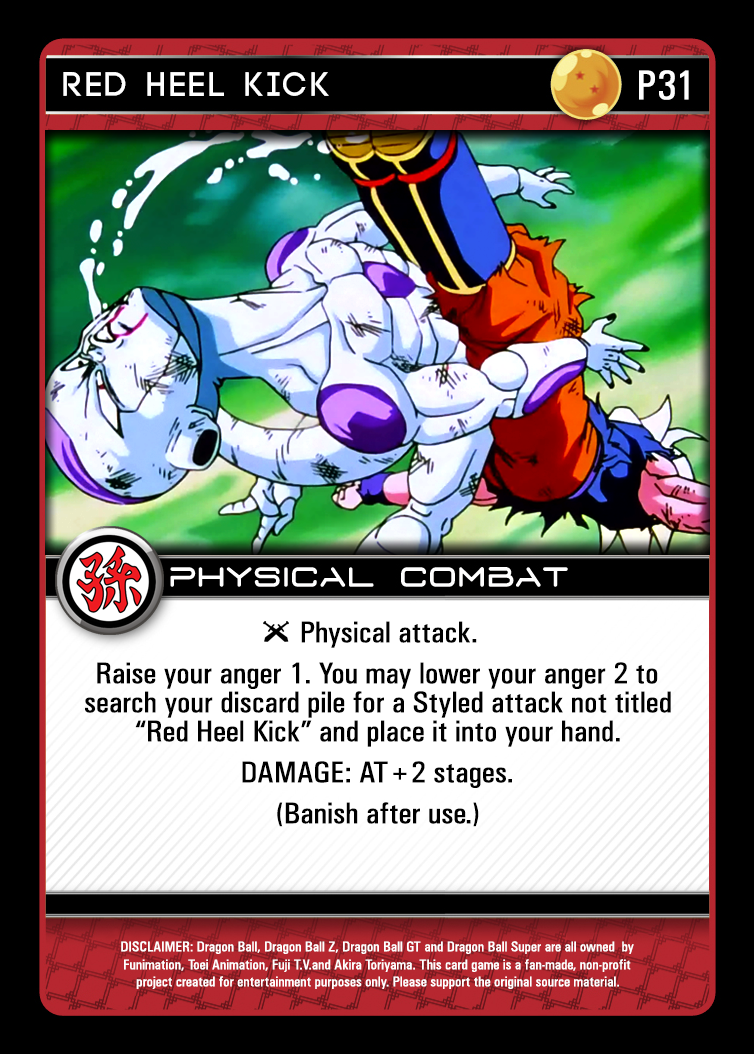 RED HEEL KICK
P31
孫
PHYSICAL COMBAT
Physical attack.
Raise your anger 1. You may lower your anger 2 to
search your discard pile for a Styled attack not titled
“Red Heel Kick” and place it into your hand.
DAMAGE: AT + 2 stages.
(Banish after use.)
DISCLAIMER: Dragon Ball, Dragon Ball Z, Dragon Ball GT and Dragon Ball Super are all owned by
Funimation, Toei Animation, Fuji T.V.and Akira Toriyama. This card game is a fan-made, non-profit
project created for entertainment purposes only. Please support the original source material.